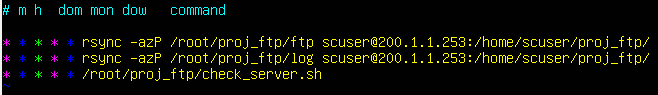 # m h  dom mon dow   command
* * * * * rsync -azP /root/proj_ftp/ftp scuser@200.1.1.253:/home/scuser/proj_ftp/
* * * * * rsync -azP /root/proj_ftp/log scuser@200.1.1.253:/home/scuser/proj_ftp/
* * * * * /root/proj_ftp/check_server.sh
~